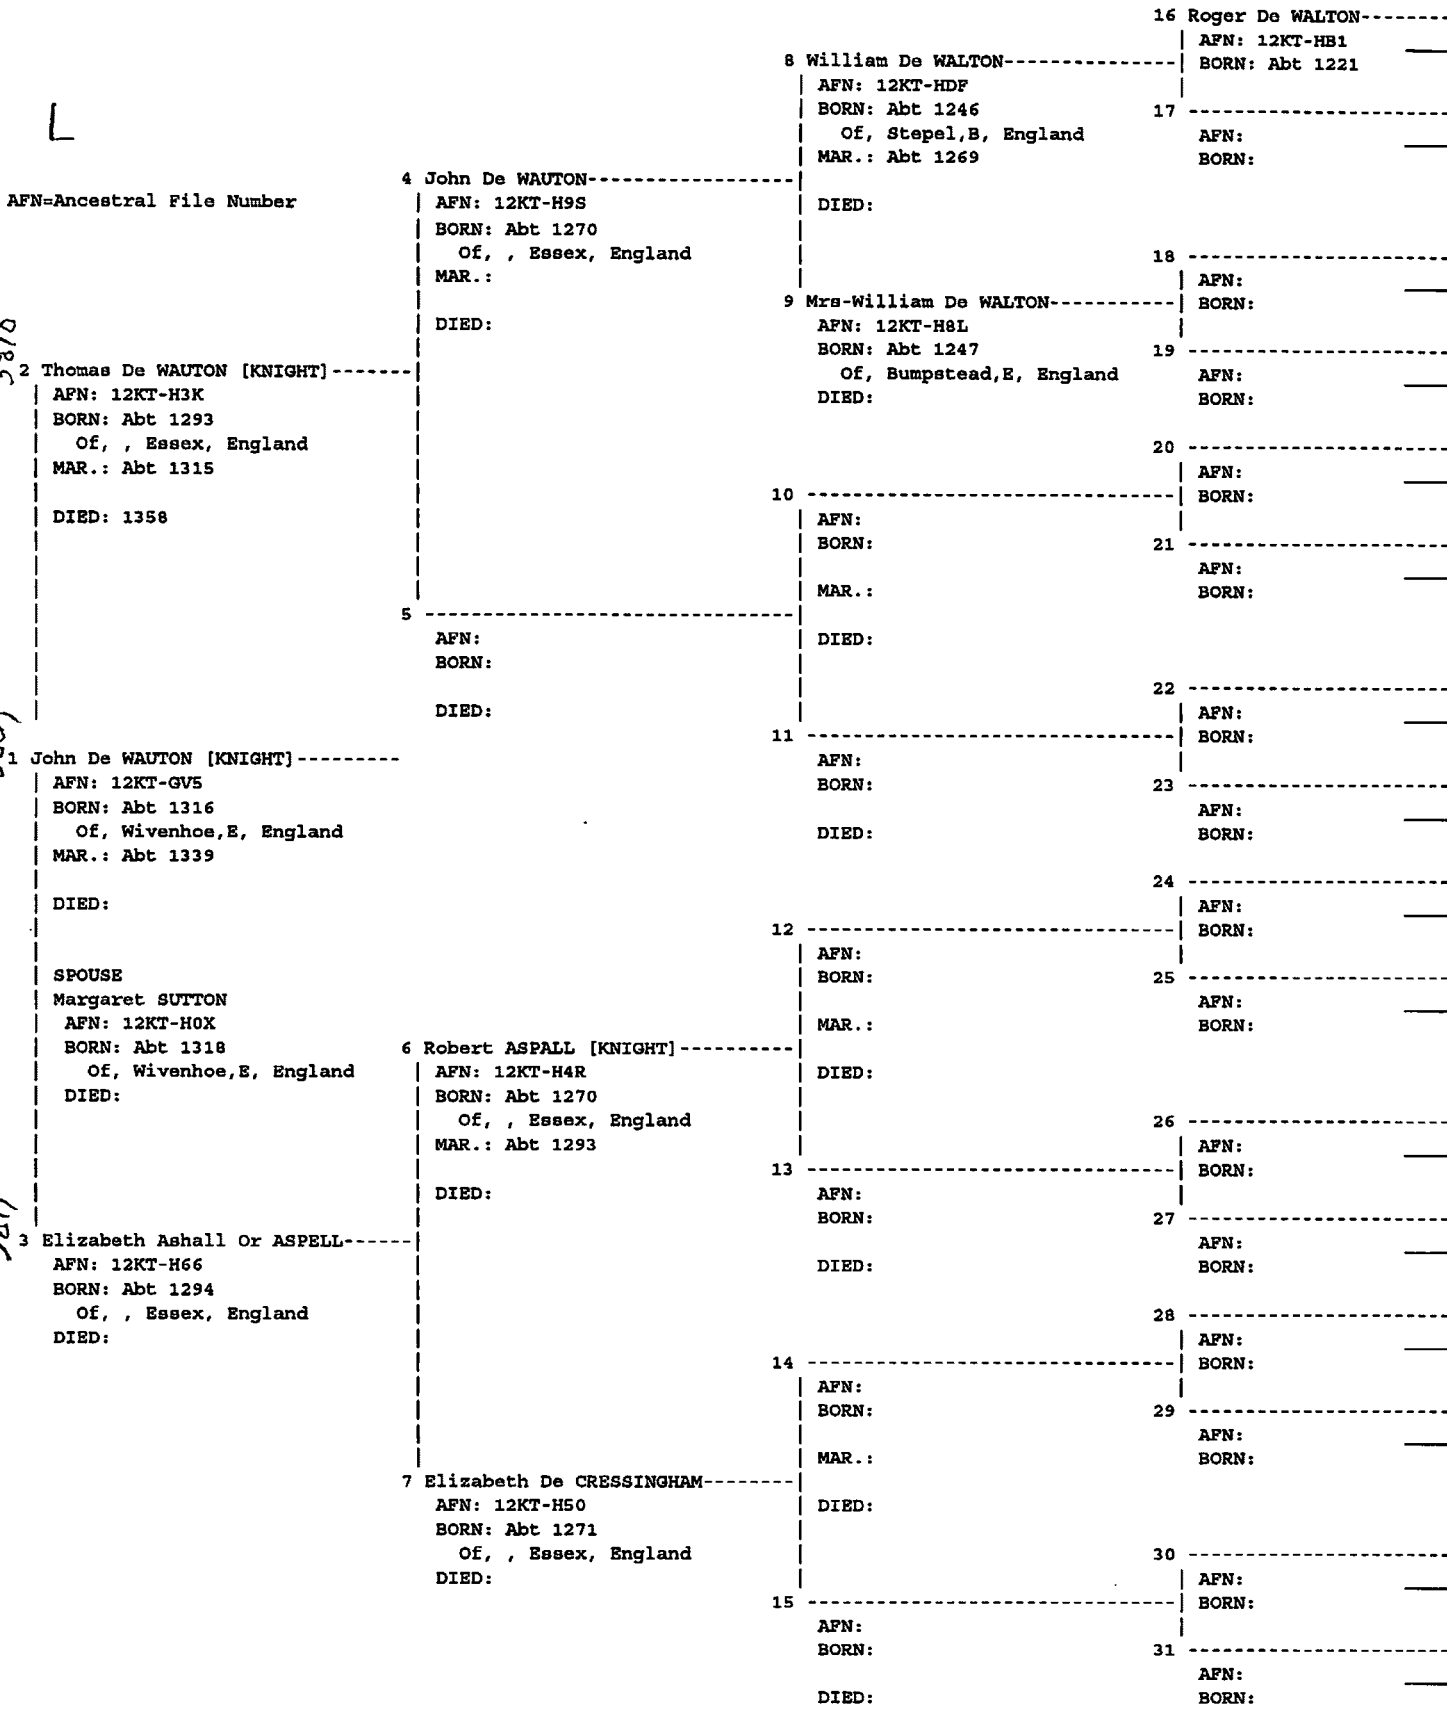 L
AFN=Ancestral File Number
1 John De WAUTON [KNIGHT]---------
AFN: 12KT-GV5
BORN: Abt 1316
Of, Wivenhoe,E, England
MAR.: Abt 1339
DIED:
SPOUSE
Margaret SUTTON
AFN: 12KT-H0X
BORN: Abt 1318
Of, Wivenhoe,E, England
DIED:
2 Thomas De WAUTON [KNIGHT]-------
AFN: 12KT-H3K
BORN: Abt 1293
Of, , Essex, England
MAR.: Abt 1315
DIED: 1358
3 Elizabeth Ashall Or ASPELL------
AFN: 12KT-H66
BORN: Abt 1294
Of, , Essex, England
DIED:
4 John De WAUTON-----------------
AFN: 12KT-H9S
BORN: Abt 1270
Of, , Essex, England
MAR.:
DIED:
5 -------------------------------
AFN:
BORN:
DIED:
6 Robert ASPALL [KNIGHT]----------
AFN: 12KT-H4R
BORN: Abt 1270
Of, , Essex, England
MAR.: Abt 1293
DIED:
7 Elizabeth De CRESSINGHAM--------
AFN: 12KT-H50
BORN: Abt 1271
Of, , Essex, England
DIED:
8 William De WALTON---------------
AFN: 12KT-HDF
BORN: Abt 1246
Of, Stepel,B, England
MAR.: Abt 1269
DIED:
9 Mrs-William De WALTON-----------
AFN: 12KT-H8L
BORN: Abt 1247
Of, Bumpstead,E, England
DIED:
10 -------------------------------
AFN:
BORN:
MAR.:
DIED:
11 -------------------------------
AFN:
BORN:
DIED:
12 -------------------------------
AFN:
BORN:
MAR.:
DIED:
13 -------------------------------
AFN:
BORN:
DIED:
14 -------------------------------
AFN:
BORN:
MAR.:
DIED:
15 -------------------------------
AFN:
BORN:
DIED:
16 Roger De WALTON--------
AFN: 12KT-HB1
BORN: Abt 1221
17 ----------------------
AFN:
BORN:
18 ----------------------
AFN:
BORN:
19 ----------------------
AFN:
BORN:
20 ----------------------
AFN:
BORN:
21 ----------------------
AFN:
BORN:
22 ----------------------
AFN:
BORN:
23 ----------------------
AFN:
BORN:
24 ----------------------
AFN:
BORN:
25 ----------------------
AFN:
BORN:
26 ----------------------
AFN:
BORN:
27 ----------------------
AFN:
BORN:
28 ----------------------
AFN:
BORN:
29 ----------------------
AFN:
BORN:
30 ----------------------
AFN:
BORN:
31 ----------------------
AFN:
BORN: